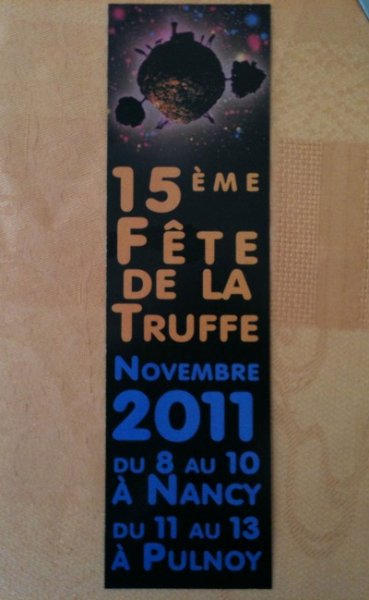 15ÈME
FÊTE
DE LA
TRUFFE
NOVEMBRE
2011
DU 8 AU 10
À NANCY
DU 11 AU 13
À PULNOY